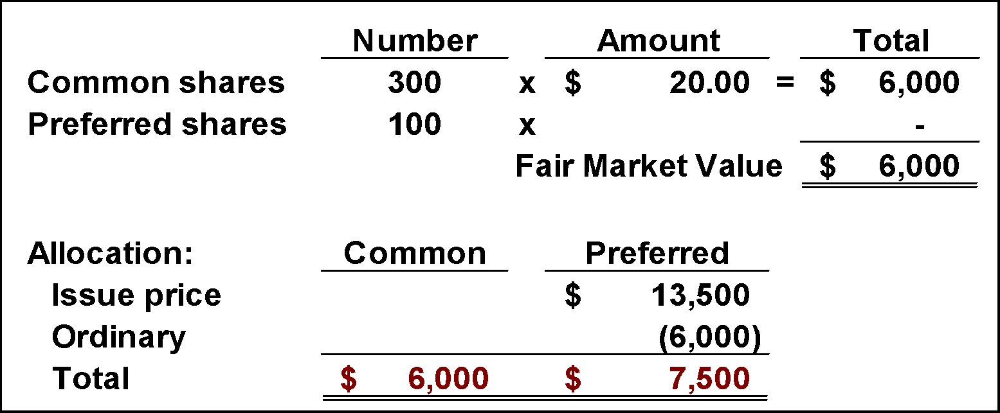 Number Amount Total
Common shares 300 x $ 20.00 = $ 6,000
Preferred shares 100 x -
Fair Market Value $ 6,000
Allocation: Common Preferred
Issue price $ 13,500
Ordinary (6,000)
Total $ 6,000 $ 7,500